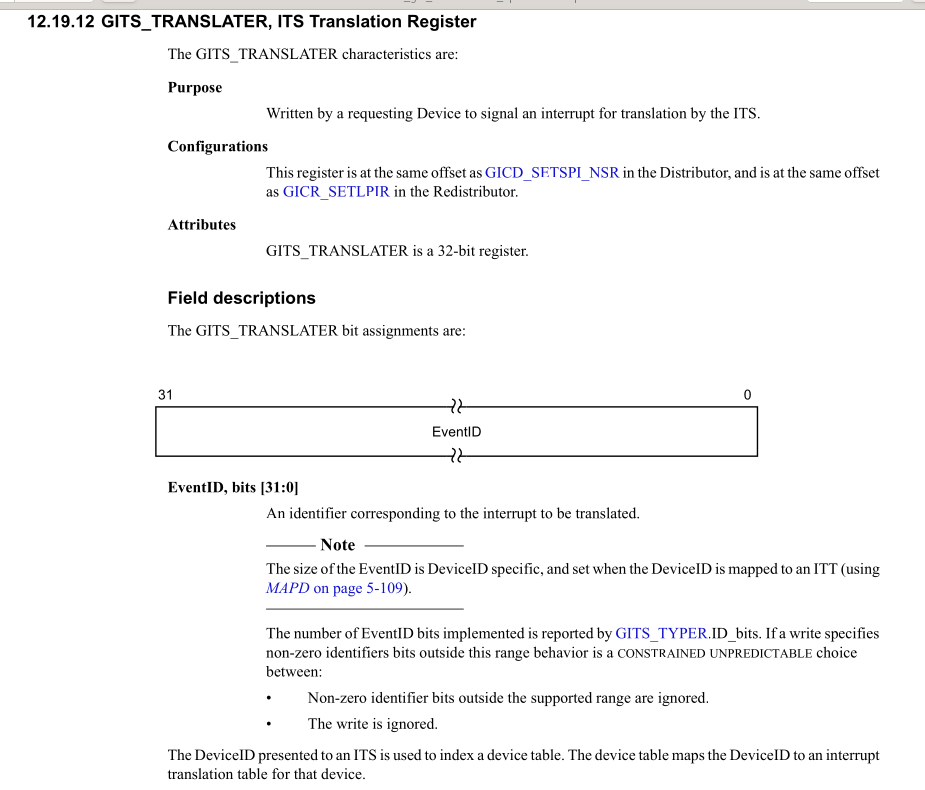 12.19.12 GITS_TRANSLATER, ITS Translation Register
The GITS_TRANSLATER characteristics are:
Purpose
Written by a requesting Device to signal an interrupt for translation by the ITS.
Configurations
This register is at the same offset as GICD_SETSPI_NSR in the Distributor, and is at the same offset
as GICR_SETLPIR in the Redistributor.
Attributes
GITS_TRANSLATER is a 32-bit register.
Field descriptions
The GITS_TRANSLATER bit assignments are:
31 0
EventID
EventID, bits [31:0]
An identifier corresponding to the interrupt to be translated.
Note
The size of the EventID is DeviceID specific, and set when the DeviceID is mapped to an ITT (using
MAPD on page 5-109).
The number of EventID bits implemented is reported by GITS_TYPER.ID_bits. If a write specifies
non-zero identifiers bits outside this range behavior is a CONSTRAINED UNPREDICTABLE choice
between:
• Non-zero identifier bits outside the supported range are ignored.
• The write is ignored.
The DeviceID presented to an ITS is used to index a device table. The device table maps the DeviceID to an interrupt
translation table for that device.